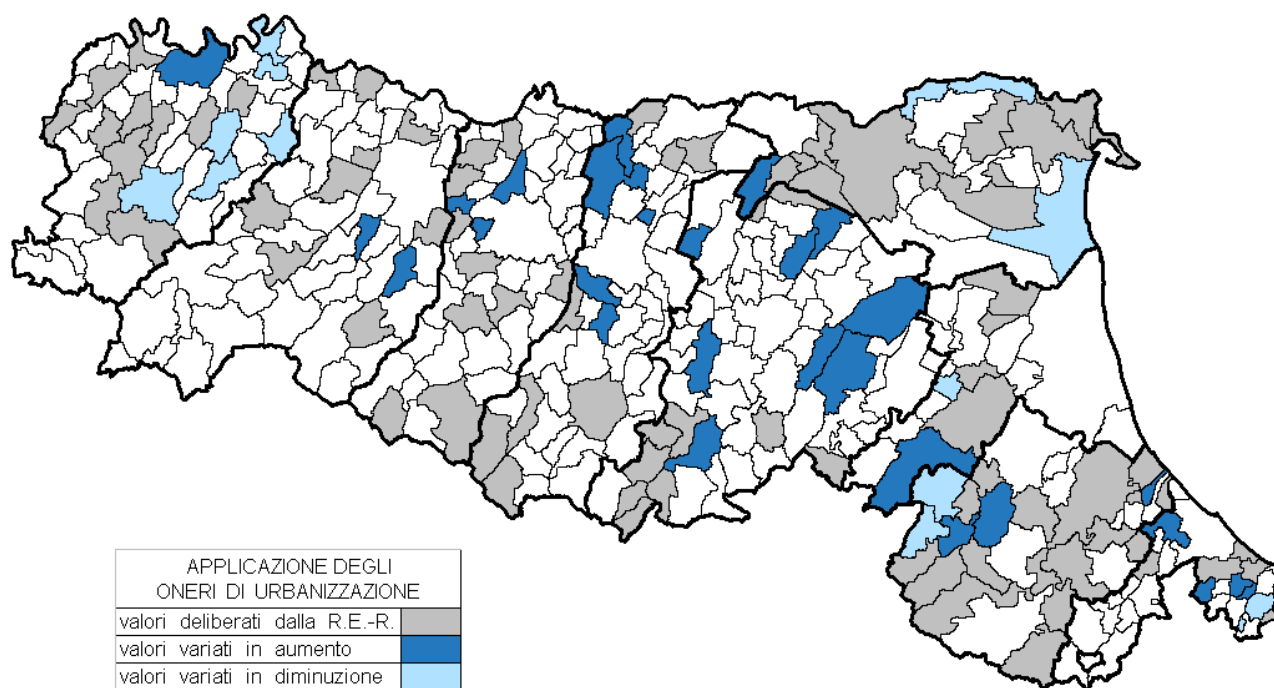 APPLICAZIONE DEGLI
ONERI DI URBANIZZAZIONE
valori deliberati dalla R.E.-R.
valori variati in aumento
valori variati in diminuzione